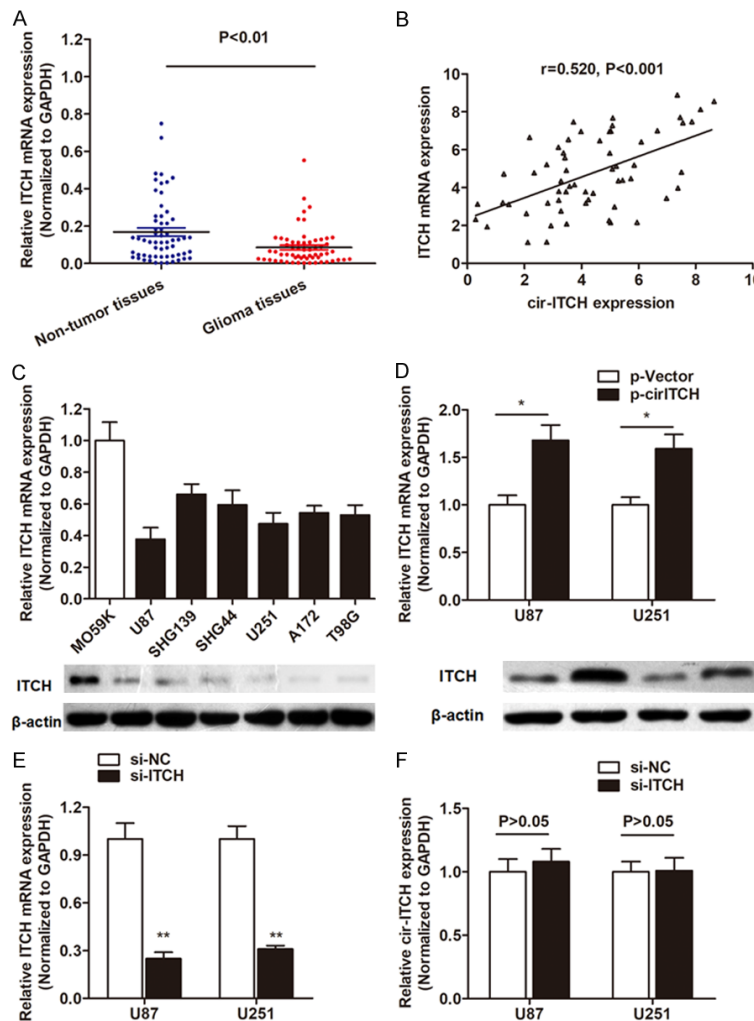 A
P<0.01
Relative ITCH mRNA expression
(Normalized to GAPDH)
1.2
1.0
0.8
0.6
0.4
0.2
0.0
Non-tumor tissues
Glioma tissues
B
r=0.520, P<0.001
ITCH mRNA expression
10
8
6
4
2
0
0
2
4
6
8
10
cir-ITCH expression
C
Relative ITCH mRNA expression
(Normalized to GAPDH)
1.2
1.0
0.8
0.6
0.4
0.2
0.0
MO59K
U87
SHG139
SHG44
U251
A172
T98G
ITCH
β-actin
D
p-Vector
p-cirITCH
Relative ITCH mRNA expression
(Normalized to GAPDH)
2.0
1.5
1.0
0.5
0.0
*
*
U87
U251
ITCH
β-actin
E
si-NC
si-ITCH
Relative ITCH mRNA expression
(Normalized to GAPDH)
1.2
0.9
0.6
0.3
0.0
**
**
U87
U251
F
si-NC
si-ITCH
Relative cir-ITCH expression
(Normalized to GAPDH)
1.5
1.0
0.5
0.0
P>0.05
P>0.05
U87
U251